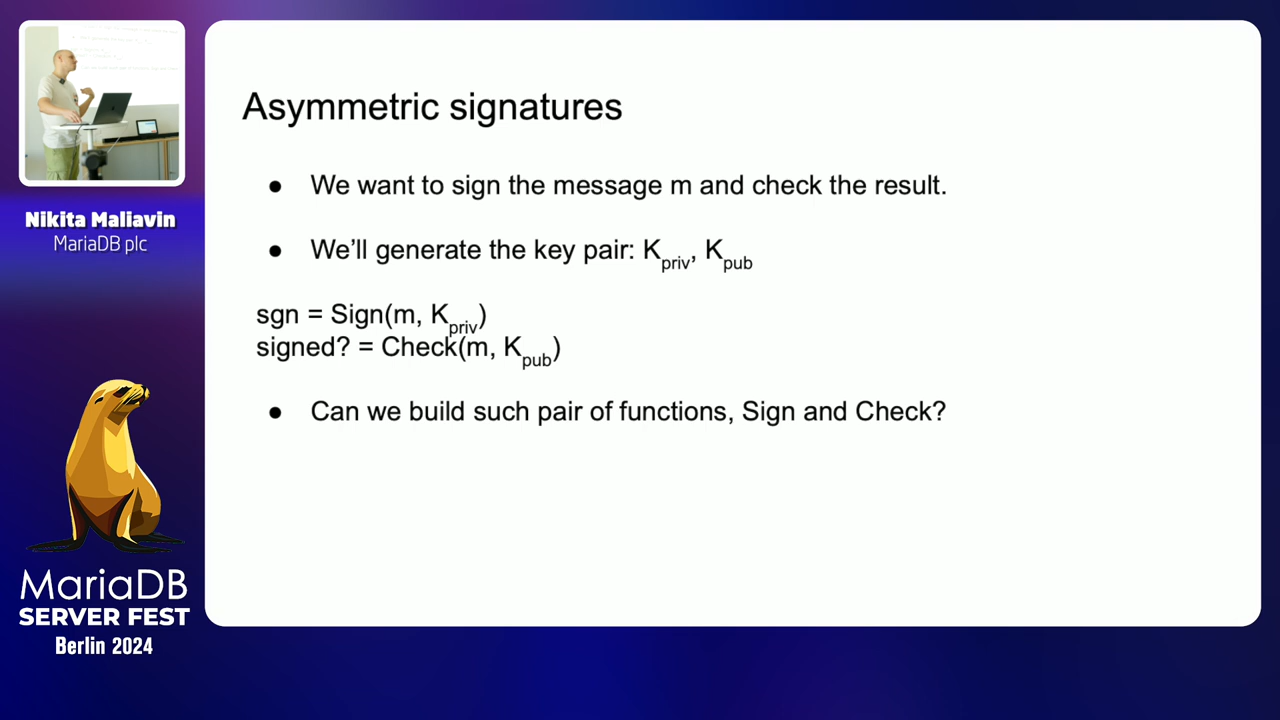 Asymmetric signatures
● We want to sign the message m and check the result.
● We’ll generate the key pair: Kpriv, Kpub
sgn = Sign(m, Kpriv)
signed? = Check(m, Kpub)
● Can we build such pair of functions, Sign and Check?
Nikita Maliavin
MariaDB plc
MariaDB
SERVER FEST
Berlin 2024